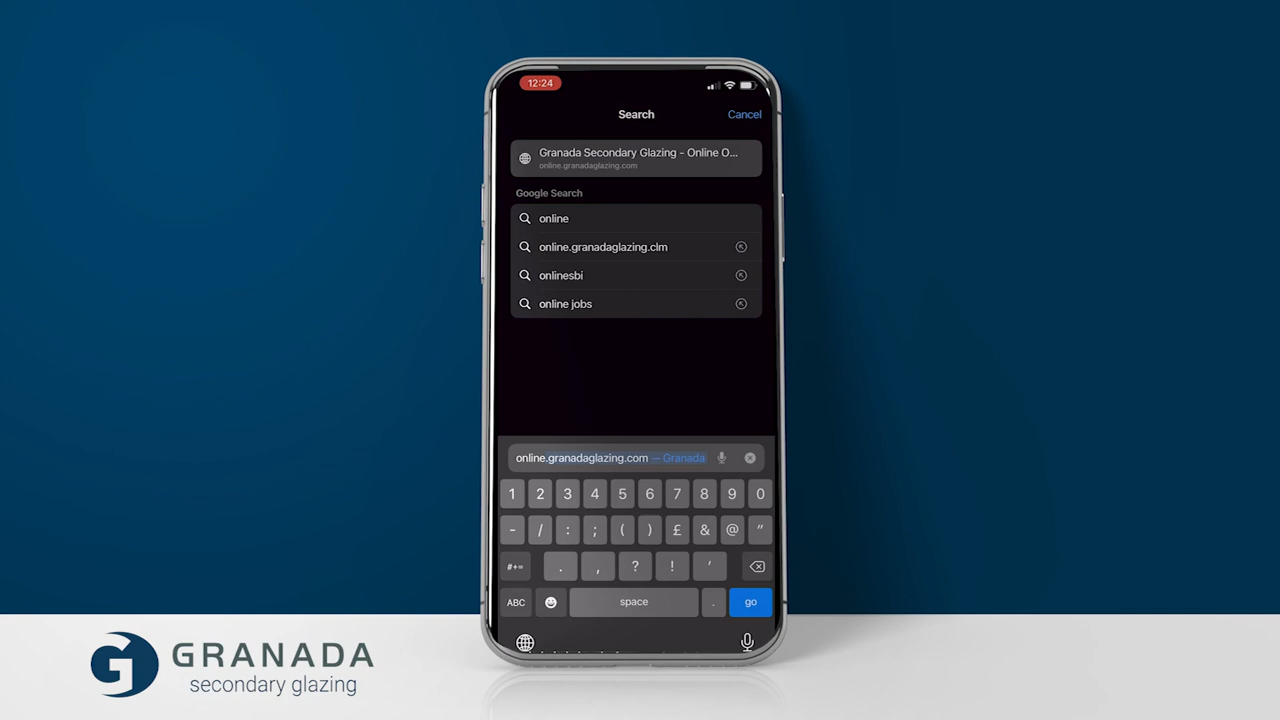 12:24
Search
Cancel
Granada Secondary Glazing - Online O...
online.granadaglazing.com
Google Search
online
online.granadaglazing.clm
onlinesbi
online jobs
online.granadaglazing.com — Granada
1 2 3 4 5 6 7 8 9 0
- / : ; ( ) £ & @ "
#+= . , ? ! '
ABC space . go
G GRANADA
secondary glazing